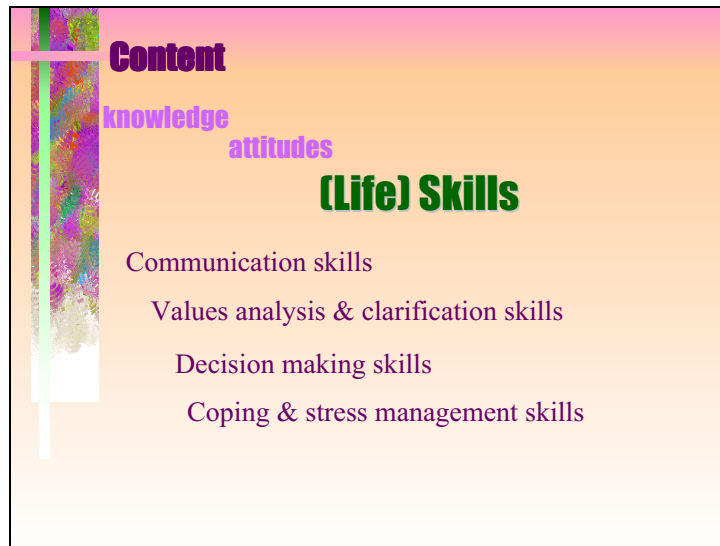 Content
knowledge
attitudes
(Life) Skills
Communication skills
Values analysis & clarification skills
Decision making skills
Coping & stress management skills